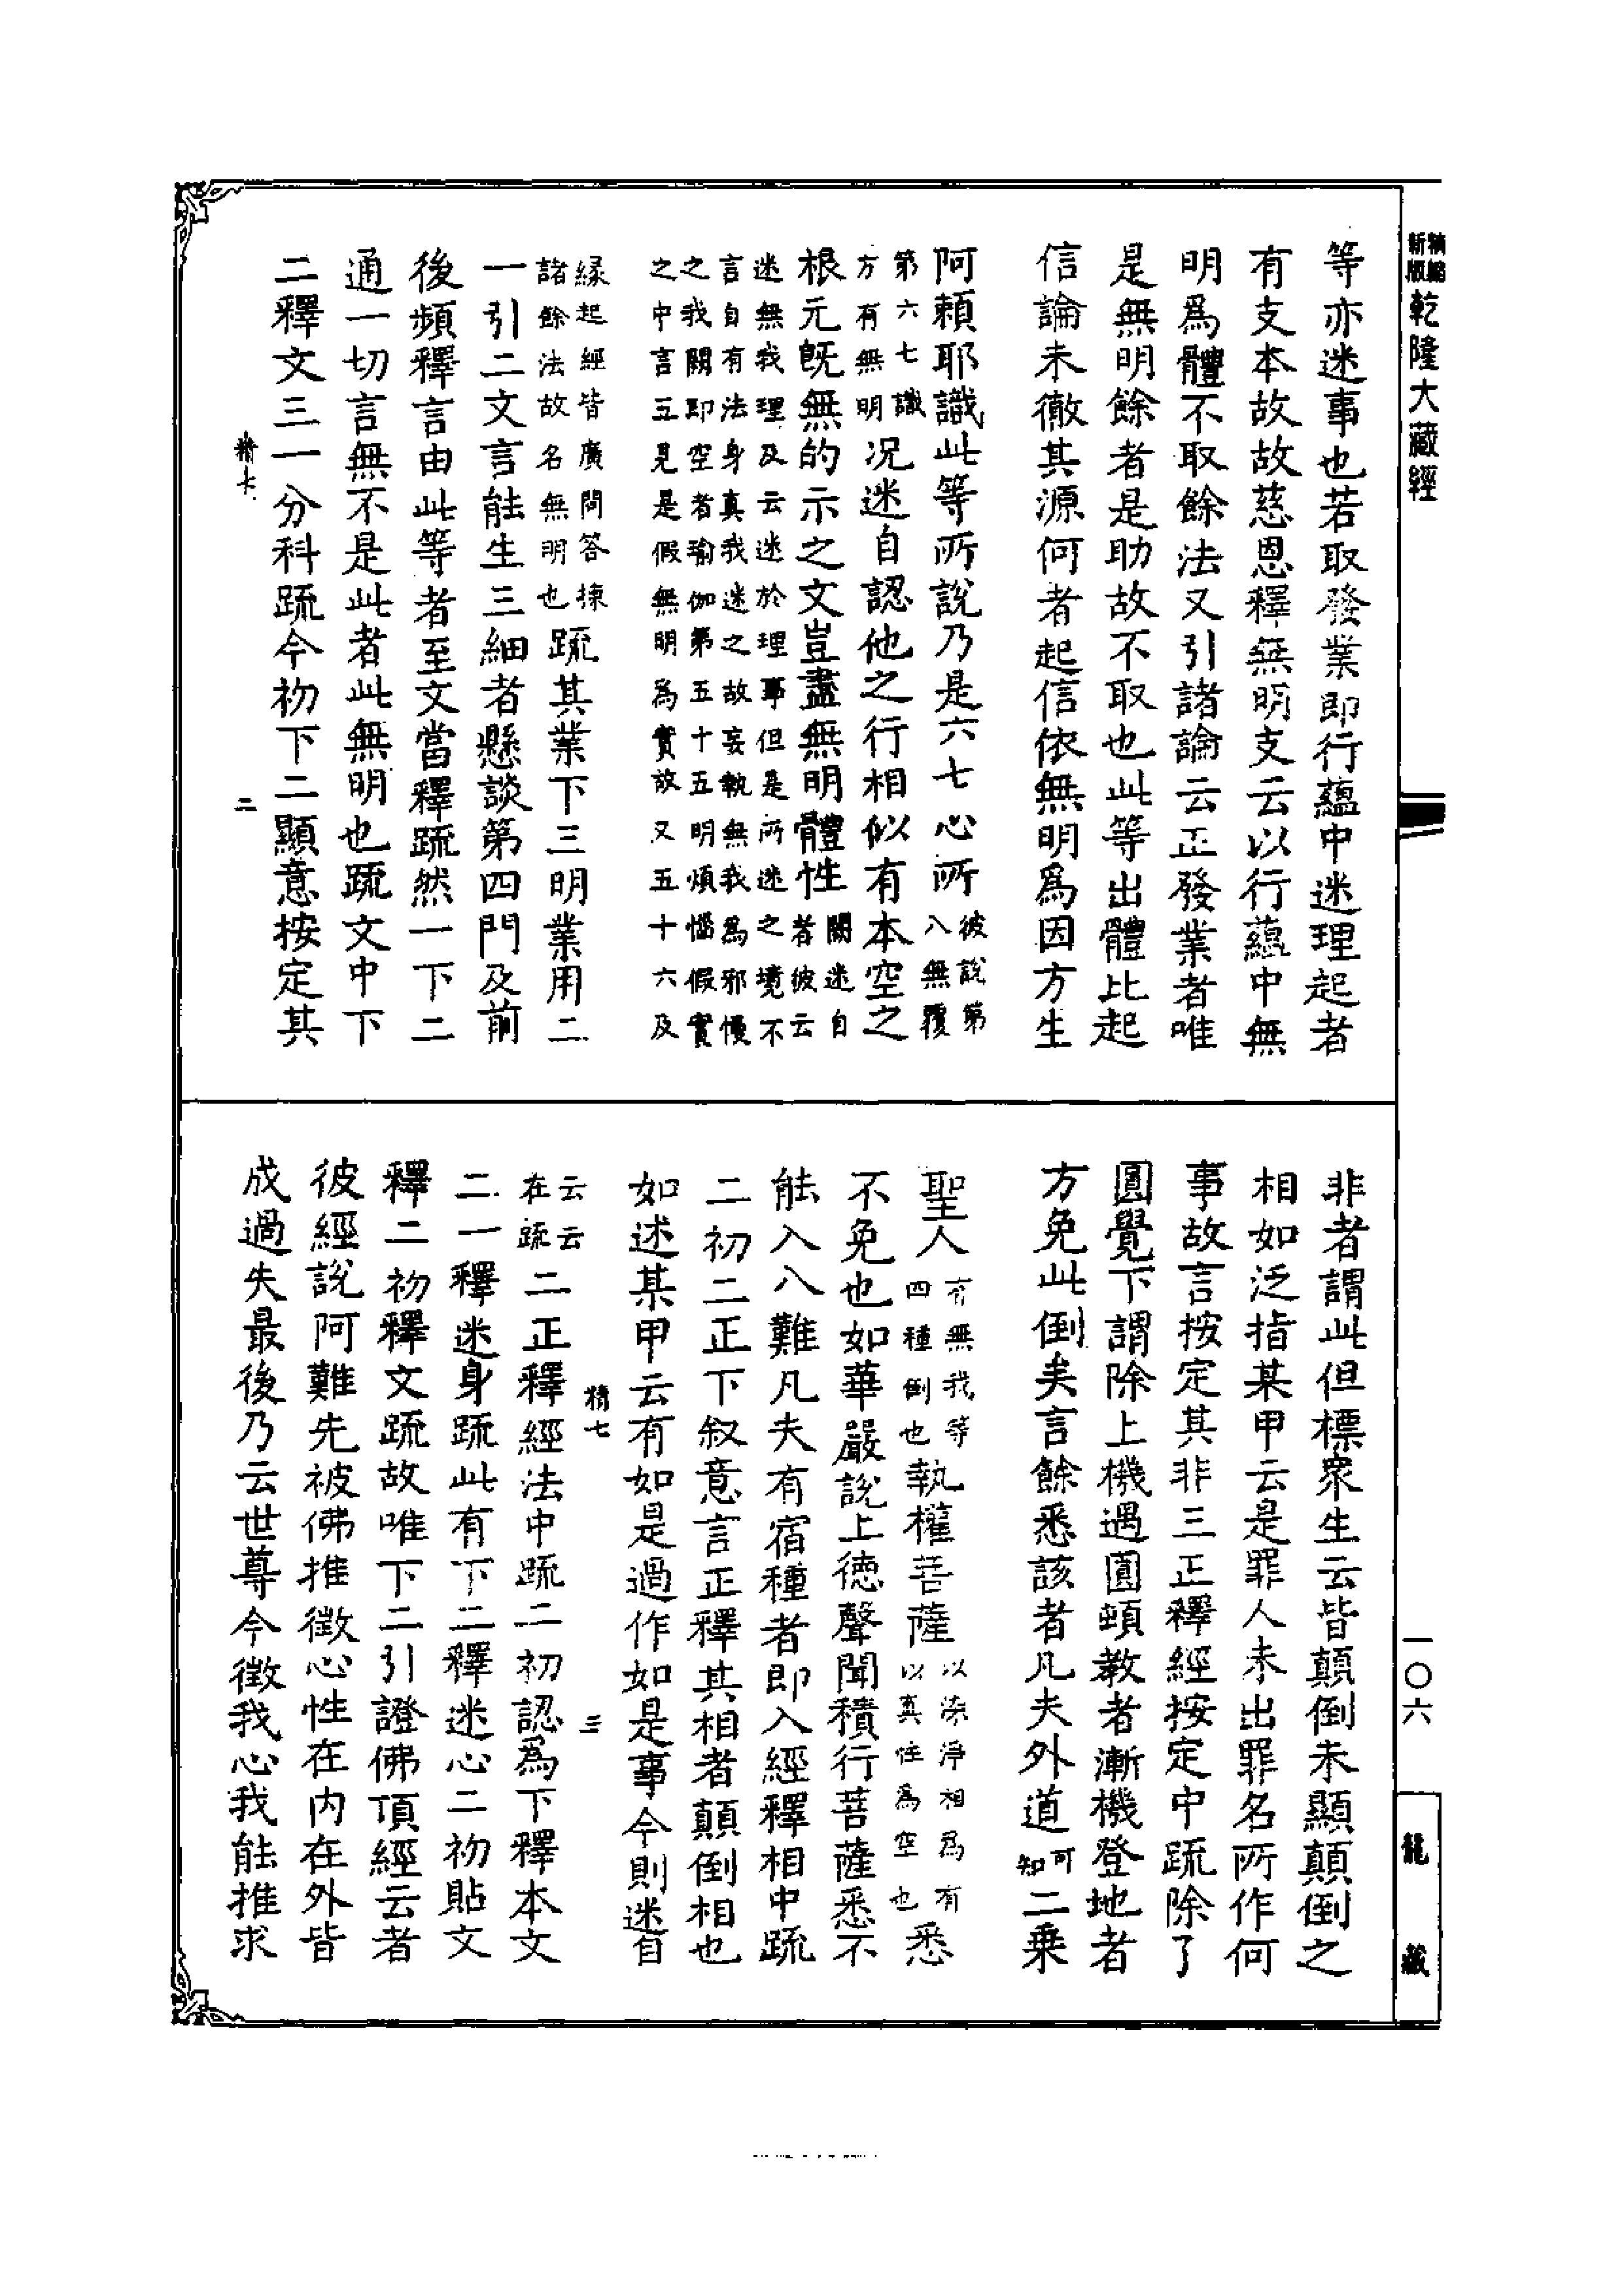 新版 精縮 乾隆大藏經
一〇六
龍藏
等亦迷事也若取發業即行蘊中迷理起者
有支本故故慈恩釋無明支云以行蘊中無
明爲體不取餘法又引諸論云正發業者唯
是無明餘者是助故不取也此等出體比起
信論未徹其源何者起信依無明爲因方生
阿賴耶識此等所說乃是六七心所彼說第
八無覆
第六七識
方有無明況迷自認他之行相似有本空之
根元旣無的示之文豈盡無明體性關迷自
者彼云
迷無我理及云迷於理事但是所迷之境不
言自有法身真我迷之故妄執無我爲邪慢
之我關即空者瑜伽第五十五明煩惱假實
之中言五見是假無明為實故又五十六及
緣起經皆廣問答揀
諸餘法故名無明也疏其業下三明業用二
一引二文言能生三細者懸談第四門及前
後頻釋言由此等者至文當釋疏然一下二
通一切言無不是此者此無明也疏文中下
二釋文三一分科疏今初下二顯意按定其
精七 二
非者謂此但標衆生云皆顛倒未顯顛倒之
相如泛指某甲云是罪人未出罪名所作何
事故言按定其非三正釋經按定中疏除了
圓覺下謂除上機遇圓頓教者漸機登地者
方免此倒矣言餘悉該者凡夫外道可
知二乗
聖人有無我等
四種倒也執權菩薩以染淨相為有
以真性為空也悉
不免也如華嚴說上德聲聞積行菩薩悉不
能入八難凡夫有宿種者即入經釋相中疏
二初二正下叙意言正釋其相者顛倒相也
如述某甲云有如是過作如是事今則迷自
精七 三
云云
在疏二正釋經法中疏二初認爲下釋本文
二一釋迷身疏此有下二釋迷心二初貼文
釋二初釋文疏故唯下二引證佛頂經云者
彼經說阿難先被佛推徵心性在內在外皆
成過失最後乃云世尊今徵我心我能推求